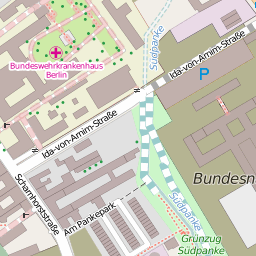 Bundeswehrkrankenhaus
Berlin
Südpanke
Ida-von-Arnim-Straße
P
Ida-von-Arnim-Straße
Scharnhorststraße
Am Pankepark
Südpanke
Bundesn
Grünzug
Südpanke